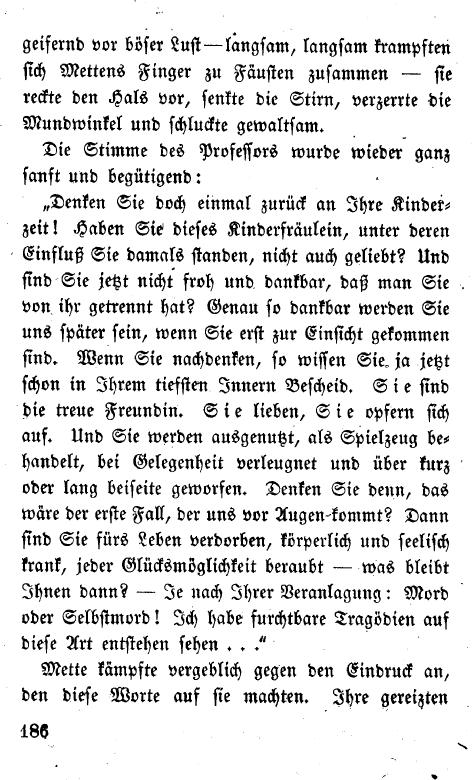 geifernd vor böser Lust — langsam, langsam krampften
sich Mettens Finger zu Fäusten zusammen — sie
reckte den Hals vor, senkte die Stirn, verzerrte die
Mundwinkel und schluckte gewaltsam.
Die Stimme des Professors wurde wieder ganz
sanft und begütigend:
„Denken Sie doch einmal zurück an Ihre Kinder-
zeit! Haben Sie dieses Kinderfräulein, unter deren
Einfluß Sie damals standen, nicht auch geliebt? Und
sind Sie jetzt nicht froh und dankbar, daß man Sie
von ihr getrennt hat? Genau so dankbar werden Sie
uns später sein, wenn Sie erst zur Einsicht gekommen
sind. Wenn Sie nachdenken, so wissen Sie ja jetzt
schon in Ihrem tiefsten Innern Bescheid. Sie sind
die treue Freundin. Sie lieben, Sie opfern sich
auf. Und Sie werden ausgenutzt, als Spielzeug be-
handelt, bei Gelegenheit verleugnet und über kurz
oder lang beiseite geworfen. Denken Sie denn, das
wäre der erste Fall, der uns vor Augen kommt? Dann
sind Sie fürs Leben verdorben, körperlich und seelisch
krank, jeder Glücksmöglichkeit beraubt — was bleibt
Ihnen dann? — Je nach Ihrer Veranlagung: Mord
oder Selbstmord! Ich habe furchtbare Tragödien auf
diese Art entstehen sehen . . .“
Mette kämpfte vergeblich gegen den Eindruck an,
den diese Worte auf sie machten. Ihre gereizten
186